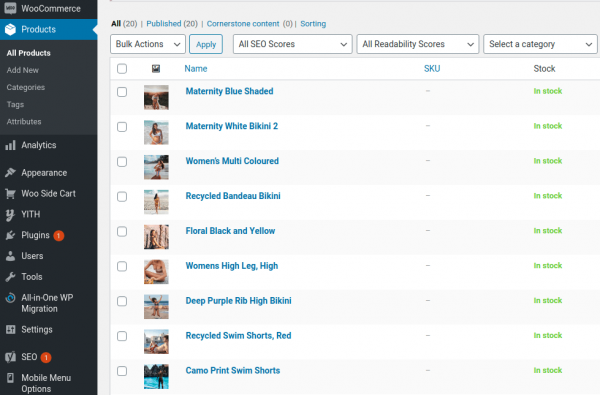 WooCommerce
Products
All Products
Add New
Categories
Tags
Attributes
Analytics
Appearance
Woo Side Cart
YITH
Plugins 1
Users
Tools
All-in-One WP
Migration
Settings
SEO 1
Mobile Menu
Options
All (20) | Published (20) | Cornerstone content (0) | Sorting
Bulk Actions Apply All SEO Scores All Readability Scores Select a category
Name SKU Stock
Maternity Blue Shaded – In stock
Maternity White Bikini 2 – In stock
Women's Multi Coloured – In stock
Recycled Bandeau Bikini – In stock
Floral Black and Yellow – In stock
Womens High Leg, High – In stock
Deep Purple Rib High Bikini – In stock
Recycled Swim Shorts, Red – In stock
Camo Print Swim Shorts – In stock